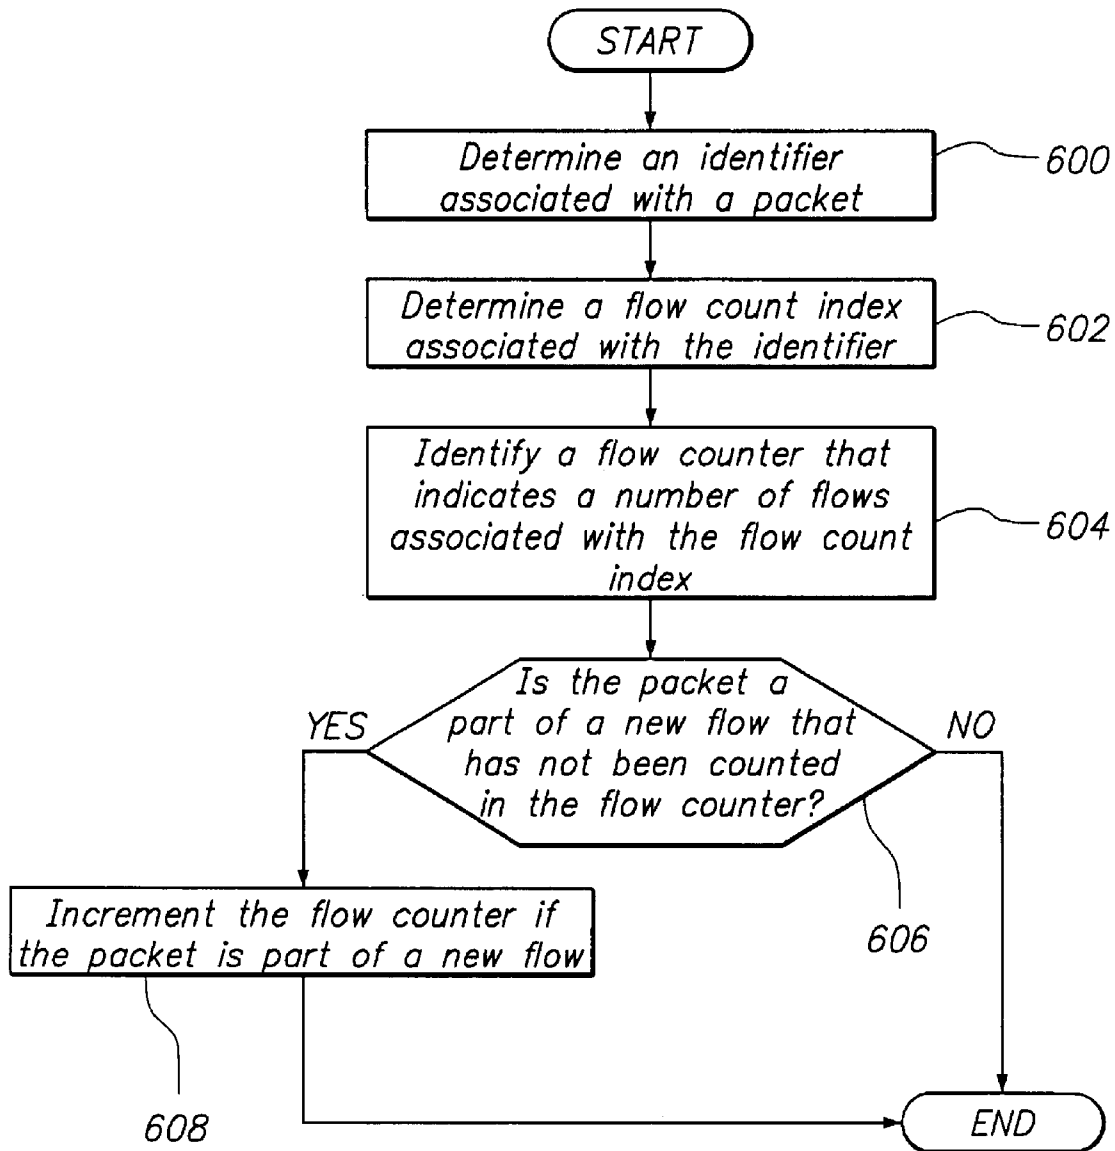 START
Determine an identifier
associated with a packet
600
Determine a flow count index
associated with the identifier
602
Identify a flow counter that
indicates a number of flows
associated with the flow count
index
604
Is the packet a
part of a new flow that
has not been counted
in the flow counter?
YES
NO
606
Increment the flow counter if
the packet is part of a new flow
608
END